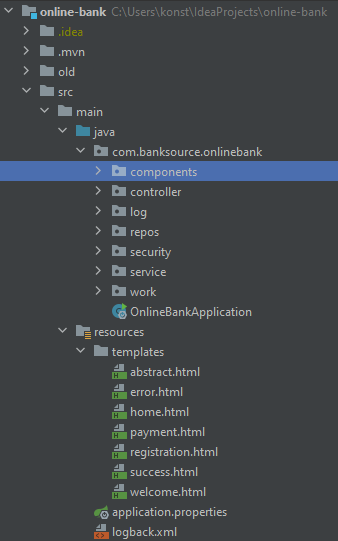 online-bank C:\Users\konst\IdeaProjects\online-bank
.idea
.mvn
old
src
main
java
com.banksource.onlinebank
components
controller
log
repos
security
service
work
OnlineBankApplication
resources
templates
abstract.html
error.html
home.html
payment.html
registration.html
success.html
welcome.html
application.properties
logback.xml